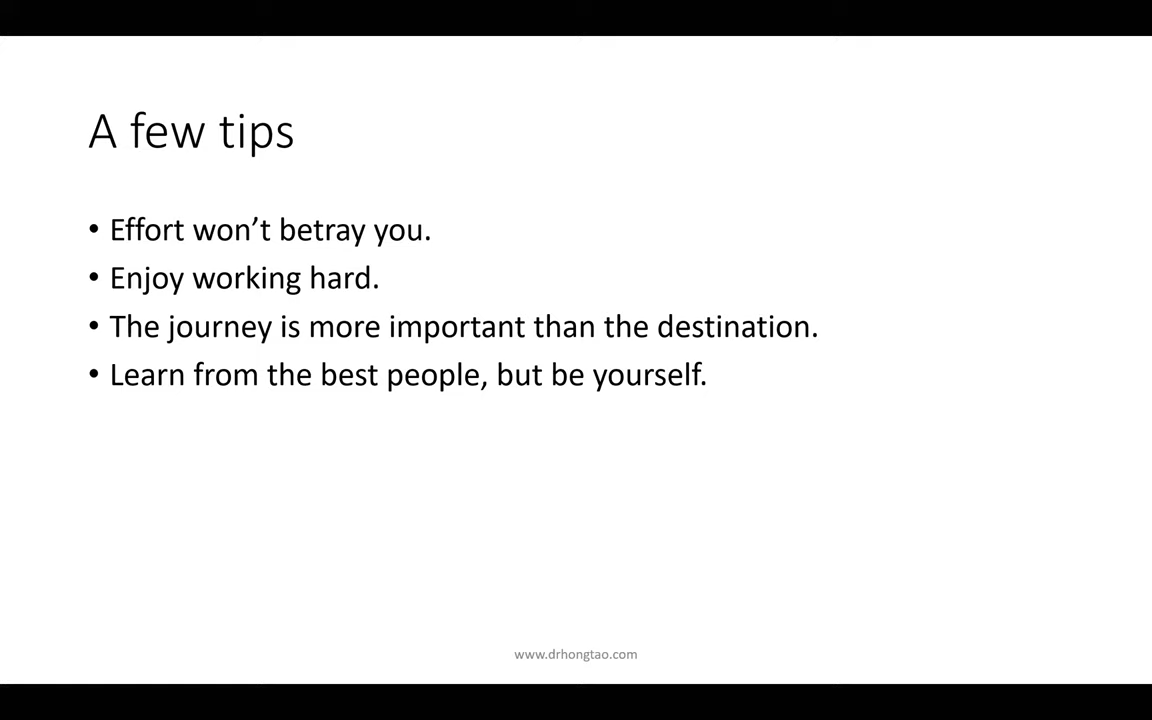 A few tips
• Effort won’t betray you.
• Enjoy working hard.
• The journey is more important than the destination.
• Learn from the best people, but be yourself.
www.drhongtao.com